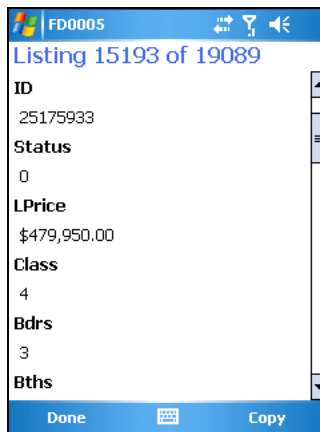 FD0005
Listing 15193 of 19089
ID
25175933
Status
0
LPrice
$479,950.00
Class
4
Bdrs
3
Bths
Done
Copy